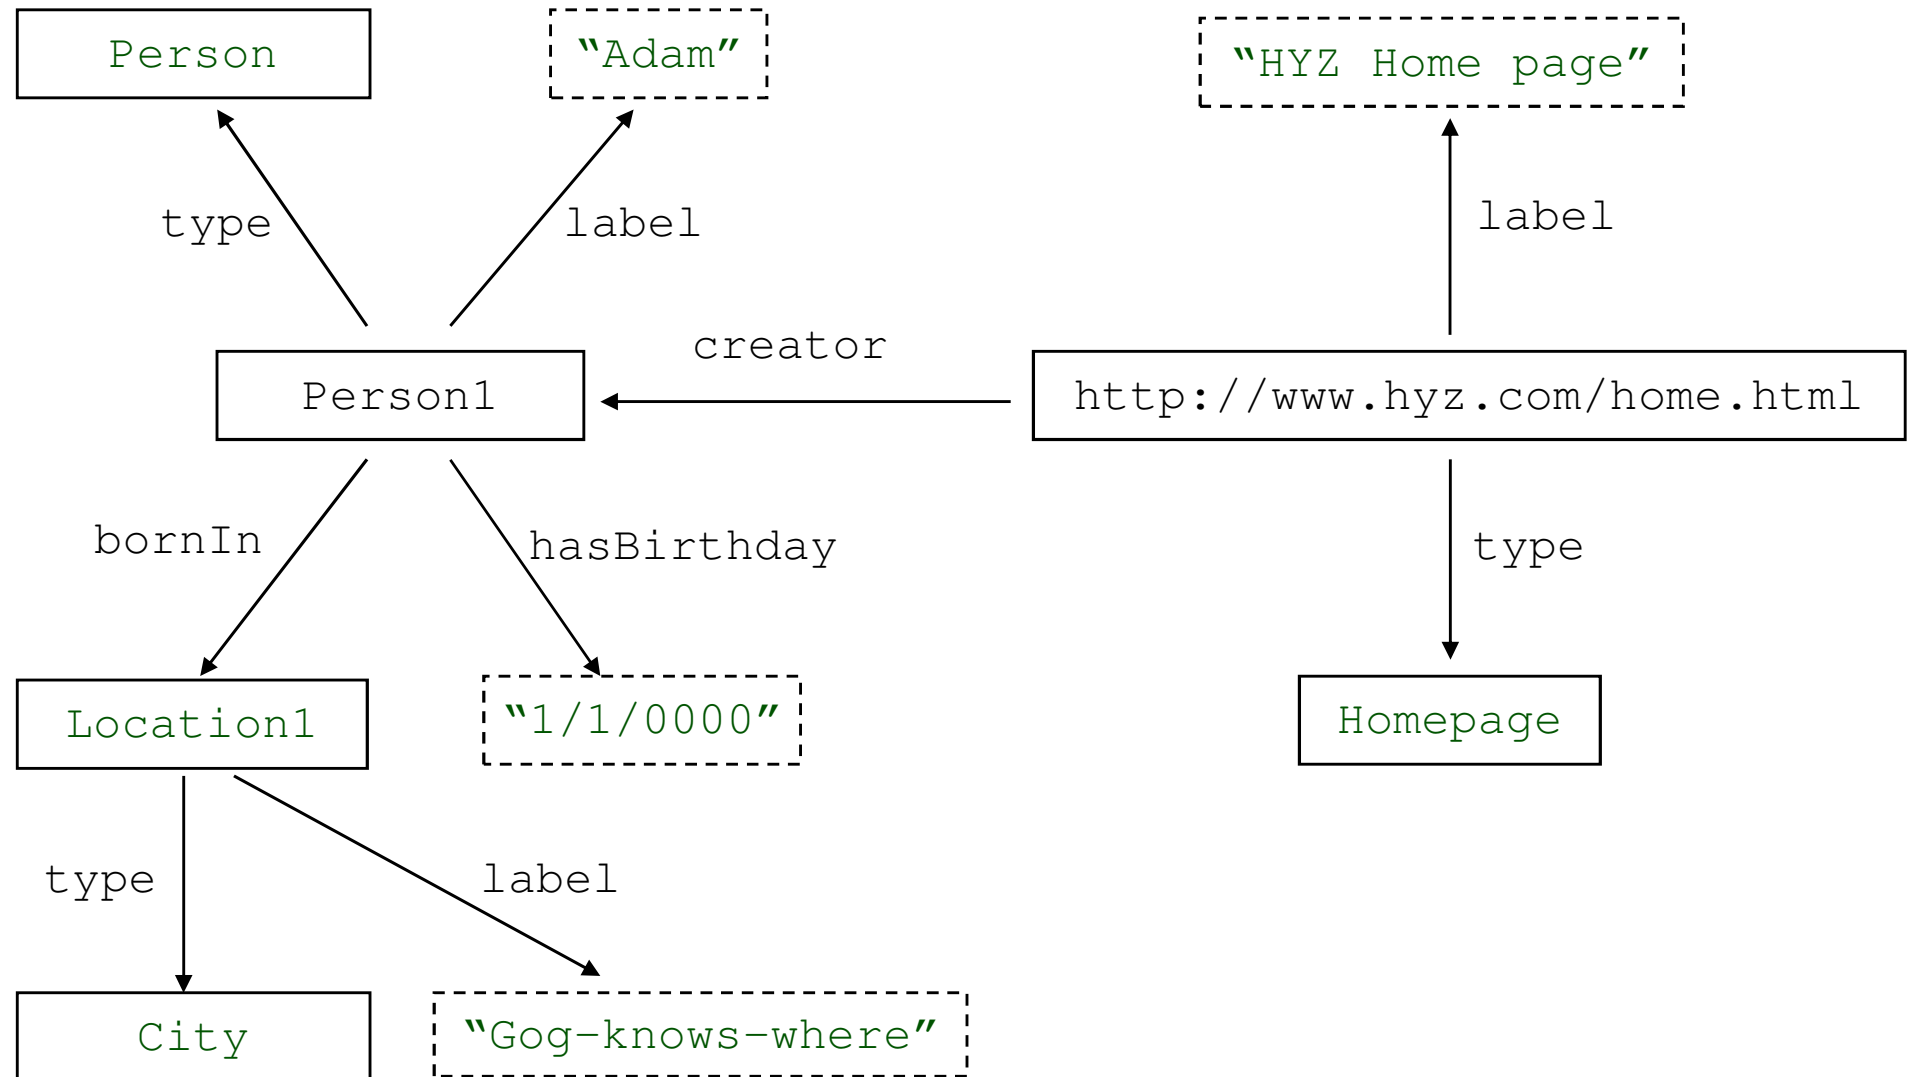 Person
“Adam”
“HYZ Home page”
type
label
label
creator
Person1
http://www.hyz.com/home.html
bornIn
hasBirthday
type
Location1
“1/1/0000”
Homepage
type
label
City
“Gog-knows-where”